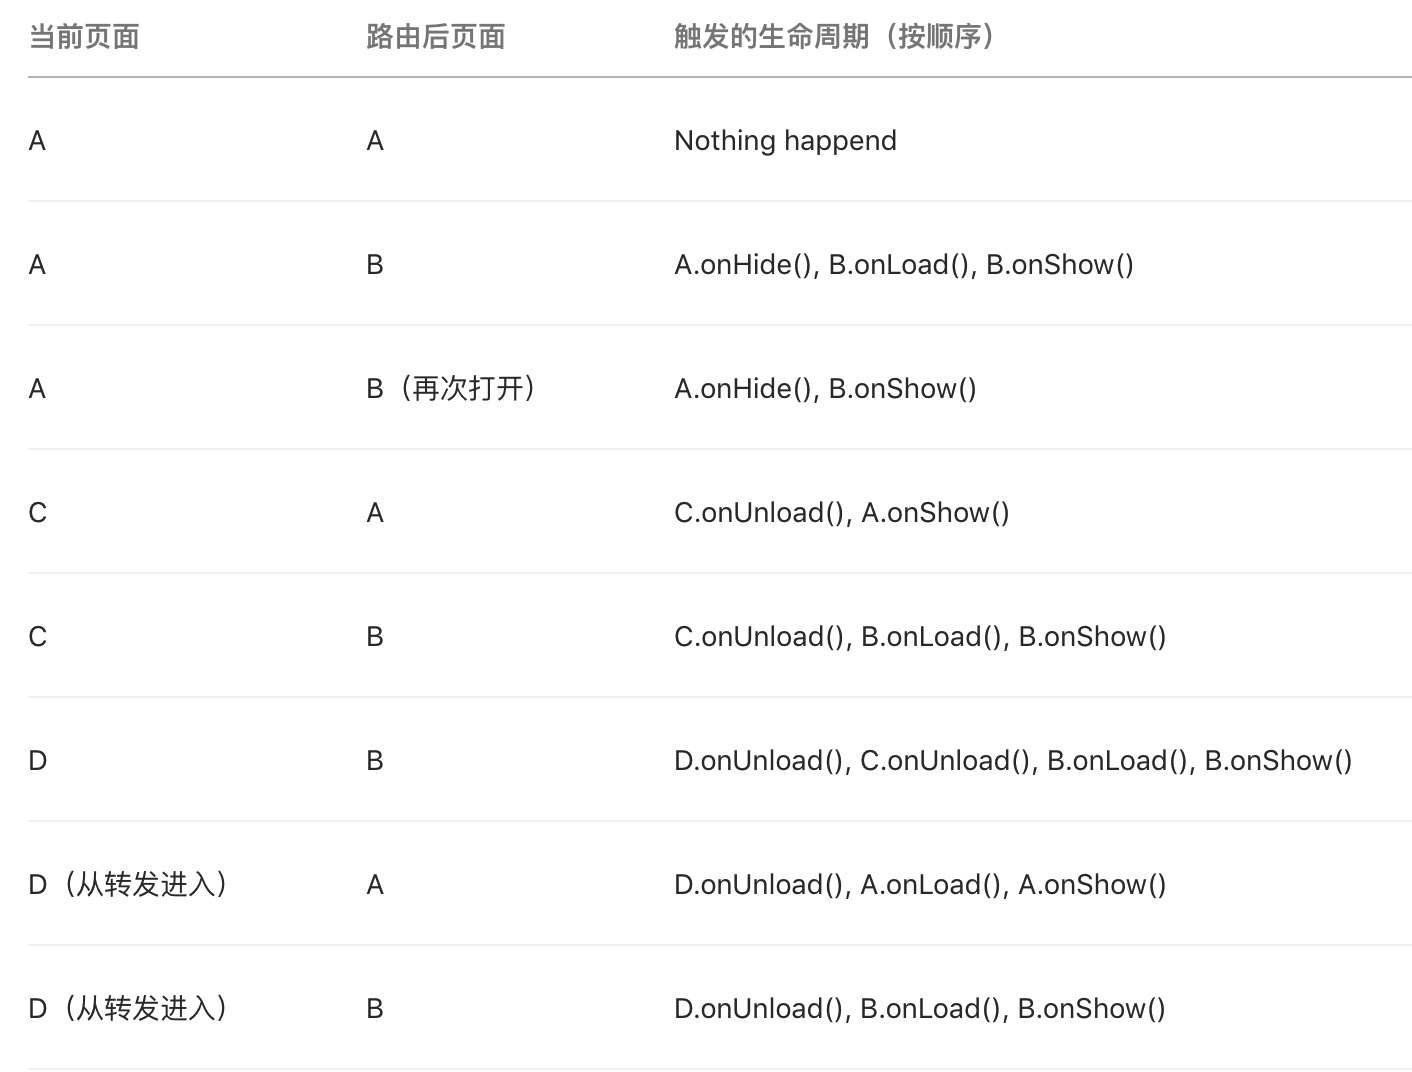 当前页面 路由后页面 触发的生命周期（按顺序）
A A Nothing happend
A B A.onHide(), B.onLoad(), B.onShow()
A B（再次打开） A.onHide(), B.onShow()
C A C.onUnload(), A.onShow()
C B C.onUnload(), B.onLoad(), B.onShow()
D B D.onUnload(), C.onUnload(), B.onLoad(), B.onShow()
D（从转发进入） A D.onUnload(), A.onLoad(), A.onShow()
D（从转发进入） B D.onUnload(), B.onLoad(), B.onShow()